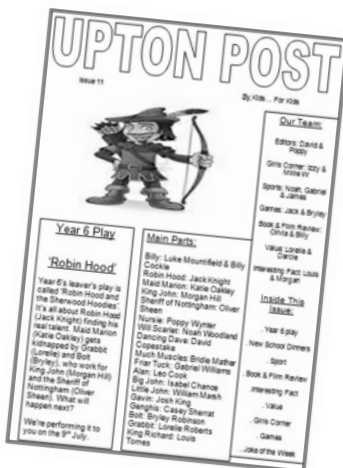 UPTON POST
Issue 11
By Kids... For Kids
Year 6 Play
'Robin Hood'
Year 6's leaver's play is
called 'Robin Hood and
the Sherwood Hoodies'.
It's all about Robin Hood
(Jack Knight) finding his
real talent. Maid Marion
(Katie Oakley) gets
kidnapped by Grabbit
(Lorelle) and Bolt
(Bryley), who work for
King John (Morgan Hill)
and the Sheriff of
Nottingham (Oliver
Sheen). What will
happen next?
We're performing it to
you on the 9th July.
Main Parts:
Billy: Luke Mountifield & Billy
Cockle
Robin Hood: Jack Knight
Maid Marion: Katie Oakley
King John: Morgan Hill
Sheriff of Nottingham: Oliver
Sheen
Nursie: Poppy Wynter
Will Scarlet: Noah Woodland
Dancing Dave: David
Copestake
Much Muscles: Bridie Mather
Friar Tuck: Gabriel Williams
Alan: Leo Cook
Big John: Isabel Chance
Little John: William Marsh
Gavin: Josh King
Genghis: Casey Sharrat
Bolt: Bryley Robinson
Grabbit: Lorelle Roberts
King Richard: Louis
Tomes
Our Team:
Editors: David &
Poppy
Girls Corner: Izzy &
Millie W
Sports: Noah, Gabriel
& James
Games: Jack & Bryley
Book & Film Review:
Olivia & Billy
Value: Lorelle &
Darcie
Interesting Fact: Louis
& Morgan
Inside This
Issue:
. Year 6 play
. New School Dinners
. Sport
. Book & Film Review
. Interesting Fact
. Value
. Girls Corner
. Games
. Joke of the Week